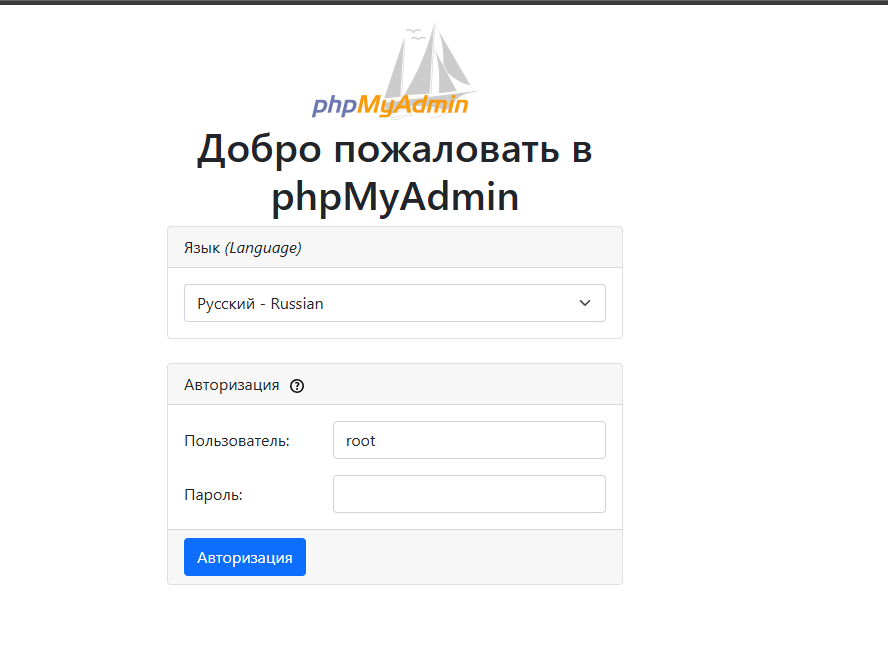 phpMyAdmin
Добро пожаловать в
phpMyAdmin
Язык (Language)
Русский - Russian
Авторизация
Пользователь:
root
Пароль:
Авторизация